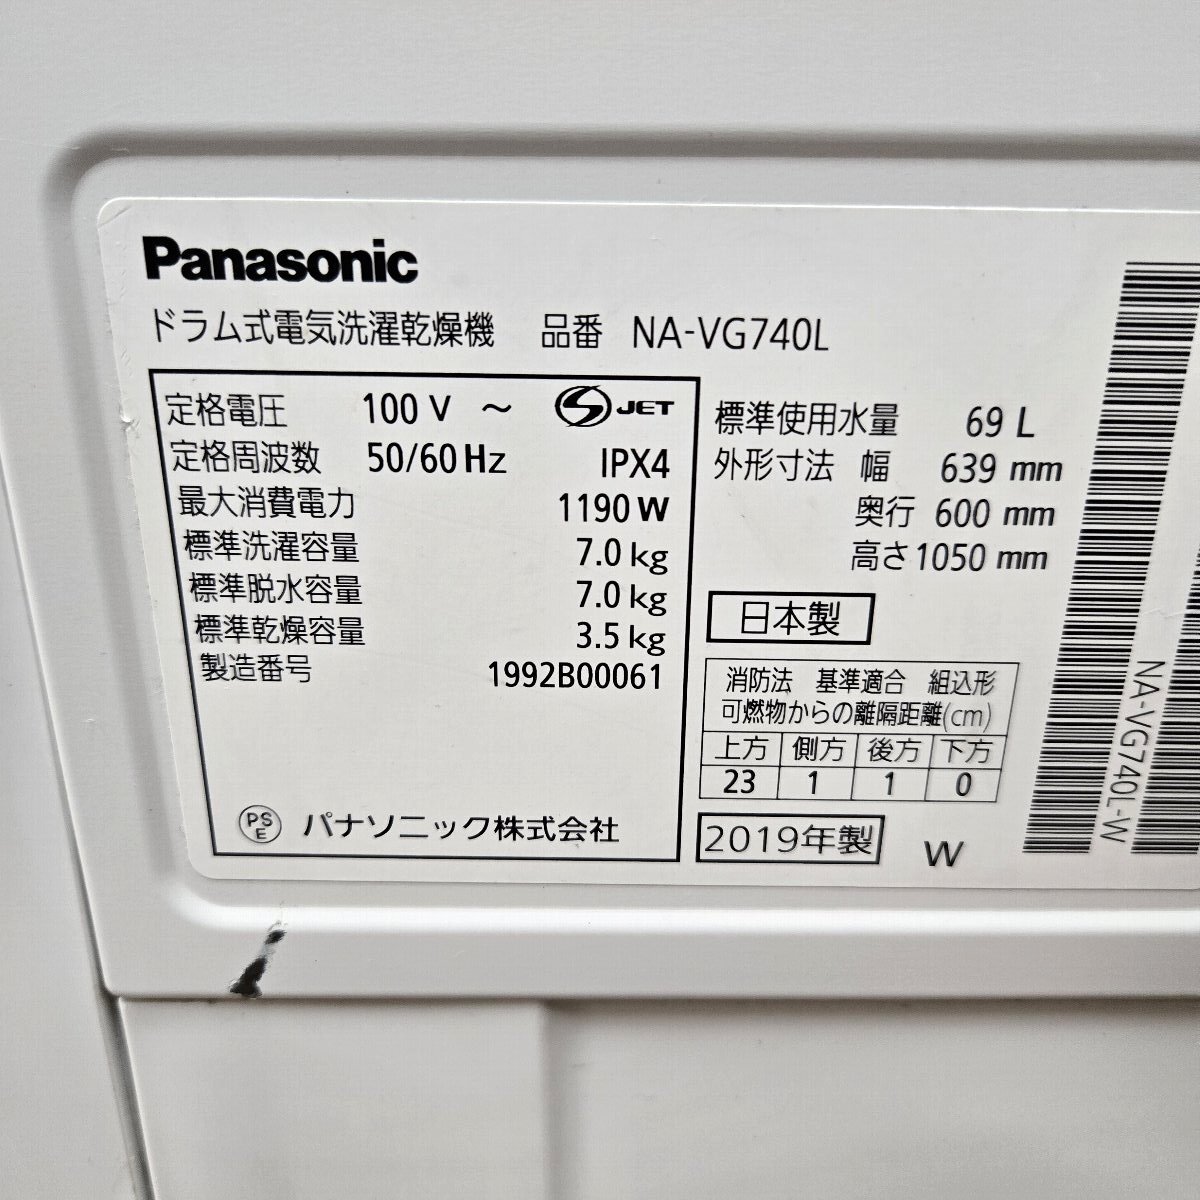 Panasonic
ドラム式電気洗濯乾燥機 品番 NA-VG740L
定格電圧 100 V ～ S JET
定格周波数 50/60 Hz IPX4
最大消費電力 1190 W
標準洗濯容量 7.0 kg
標準脱水容量 7.0 kg
標準乾燥容量 3.5 kg
製造番号 1992B00061
PS E パナソニック株式会社
標準使用水量 69 L
外形寸法 幅 639 mm
奥行 600 mm
高さ 1050 mm
日本製
消防法 基準適合 組込形
可燃物からの離隔距離(cm)
上方 側方 後方 下方
23 1 1 0
2019年製 W
NA-VG740L-W